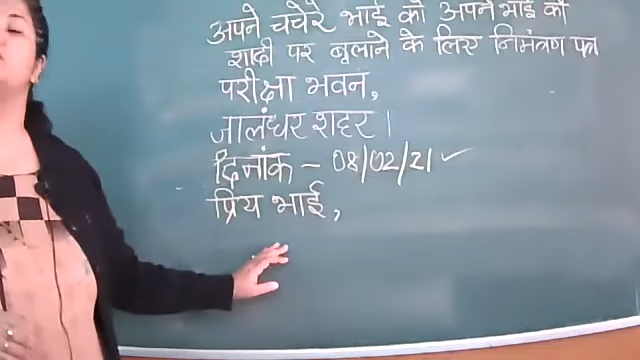 अपने चचेरे भाई को अपने भाई की
शादी पर बुलाने के लिए निमंत्रण पत्र
परीक्षा भवन,
जालंधर शहर।
दिनांक – 08/02/21 ✓
प्रिय भाई,